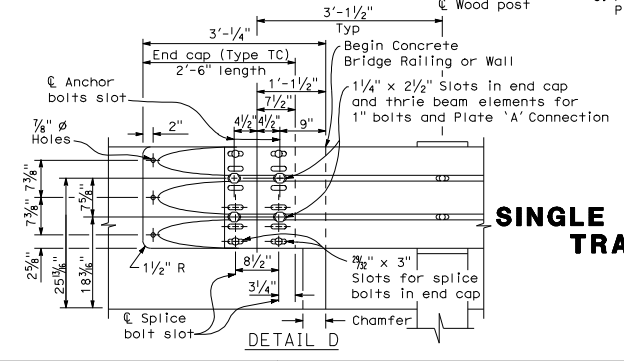 ℄ Wood post
P
3'-1½"
3'-¼"
Typ
End cap (Type TC)
2'-6" length
Begin Concrete
Bridge Railing or Wall
1'-1½"
7½"
℄ Anchor
bolts slot
1¼" x 2½" Slots in end cap
and thrie beam elements for
1" bolts and Plate 'A' Connection
4½" 4½" 9"
⅞" Ø
Holes
2"
7⅜"
7⅜"
2⅝"
25 13/16"
7⅝"
18 3/16"
SINGLE
TRA
1½" R
8½"
3¼"
29/32" x 3"
Slots for splice
bolts in end cap
℄ Splice
bolt slot
Chamfer
DETAIL D